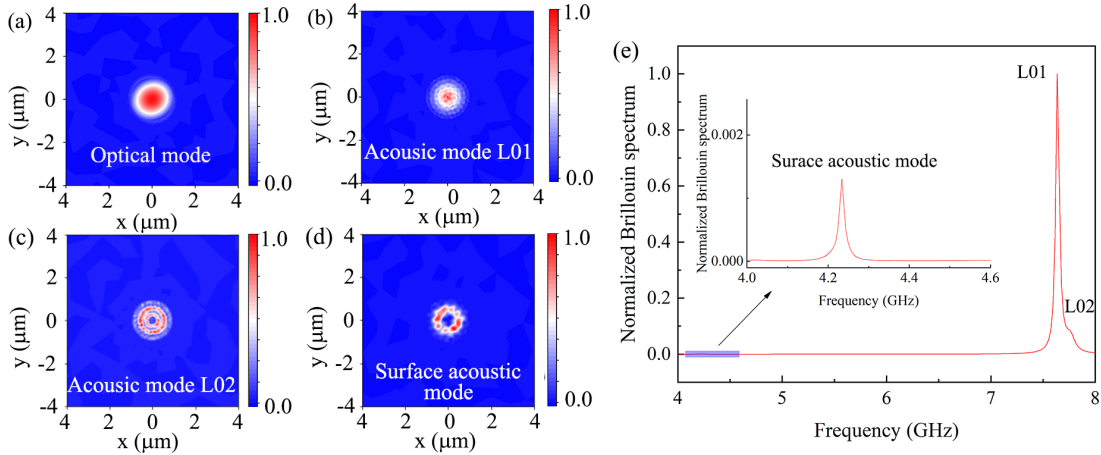 (a)
4
2
0
-2
-4
y (μm)
Optical mode
4
2
0
2
4
x (μm)
1.0
0.0
(b)
4
2
0
-2
-4
y (μm)
Acousic mode L01
4
2
0
2
4
x (μm)
1.0
0.0
(c)
4
2
0
-2
-4
y (μm)
Acousic mode L02
4
2
0
2
4
x (μm)
1.0
0.0
(d)
4
2
0
-2
-4
y (μm)
Surface acoustic
mode
4
2
0
2
4
x (μm)
1.0
0.0
(e)
Normalized Brillouin spectrum
1.0
0.8
0.6
0.4
0.2
0.0
L01
L02
Normalized Brillouin spectrum
0.002
0.000
Surace acoustic mode
4.0
4.2
4.4
4.6
Frequency (GHz)
4
5
6
7
8
Frequency (GHz)